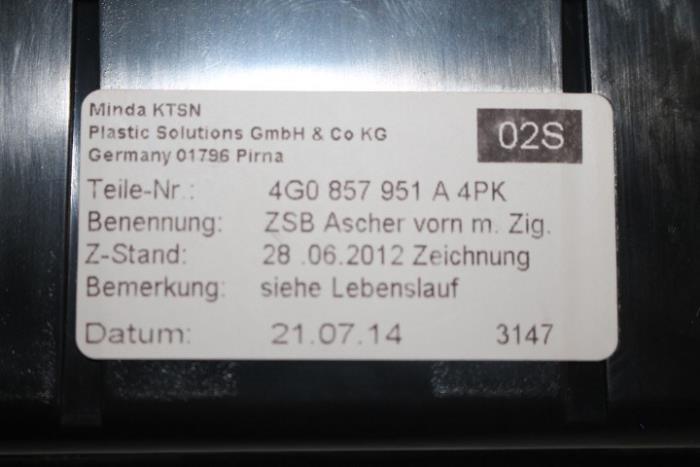 Minda KTSN
Plastic Solutions GmbH & Co KG
Germany 01796 Pirna
02S
Teile-Nr.: 4G0 857 951 A 4PK
Benennung: ZSB Ascher vorn m. Zig.
Z-Stand: 28 .06.2012 Zeichnung
Bemerkung: siehe Lebenslauf
Datum: 21.07.14 3147